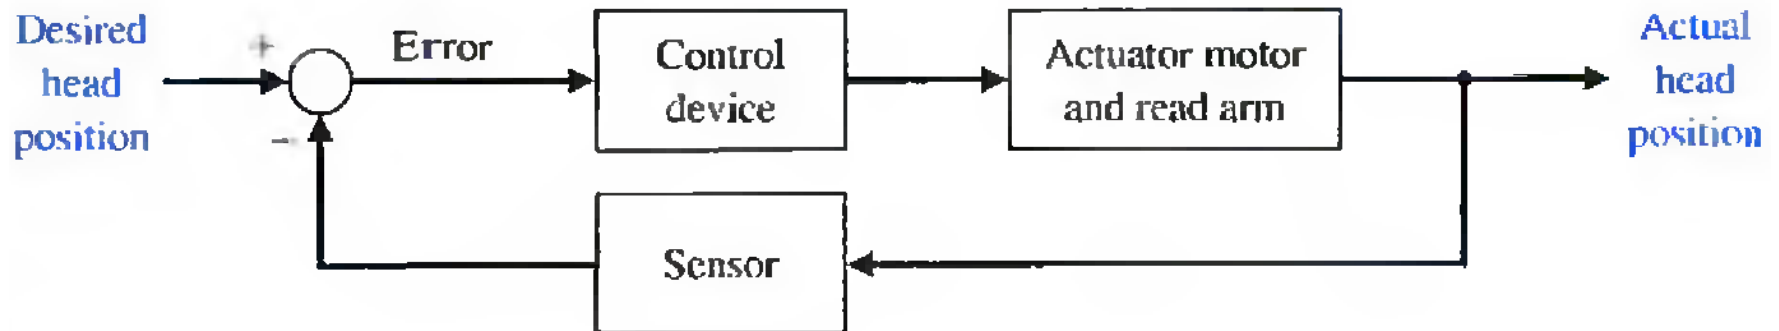 Desired
head
position
+
Error
−
Control
device
Actuator motor
and read arm
Actual
head
position
Sensor